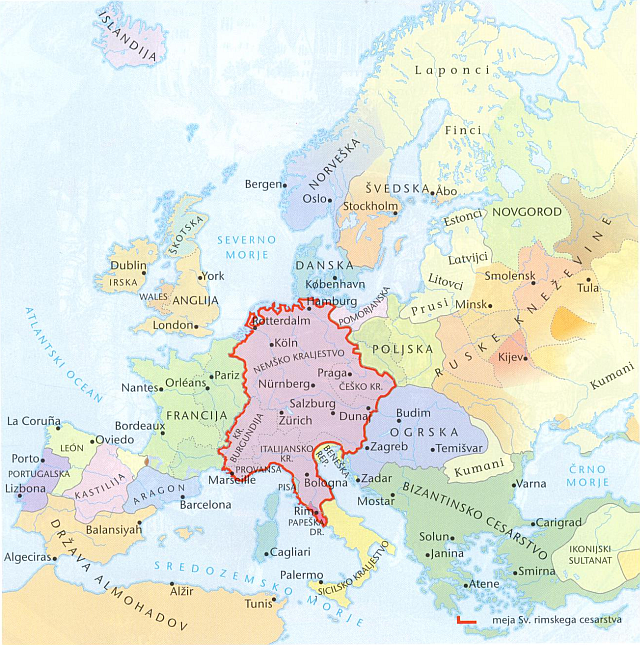 ISLANDIJA
Laponci
Finci
NORVEŠKA
Bergen
Oslo
ŠVEDSKA
Åbo
Stockholm
Estonci
NOVGOROD
ŠKOTSKA
SEVERNO
MORJE
Latvijci
RUSKE KNEŽEVINE
Dublin
IRSKA
York
DANSKA
København
Litovci
Smolensk
Tula
WALES
ANGLIJA
Hamburg
POMORJANSKA
Prusi
Minsk
London
Rotterdalm
ATLANTSKI OCEAN
Köln
NEMŠKO KRALJESTVO
POLJSKA
Kijev
Pariz
Praga
ČEŠKO KR.
Kumani
Nantes
Orléans
Nürnberg
Salzburg
Dunaj
FRANCIJA
Zürich
Budim
La Coruña
Bordeaux
KR.
BURGUNDIJA
OGRSKA
Oviedo
LEÓN
ITALIJANSKO
KR.
BENEŠKA
REP.
Zagreb
Temišvar
Porto
PORTUGALSKA
KASTILJA
PROVANSA
Kumani
ČRNO
MORJE
Marseille
PISA
Bologna
Zadar
Varna
Lizbona
ARAGON
Barcelona
Mostar
BIZANTINSKO CESARSTVO
Rim
PAPEŠKA
DR.
Carigrad
Balansiyah
DRŽAVA ALMOHADOV
Solun
Janina
IKONIJSKI
SULTANAT
Algeciras
Cagliari
SICILSKO KRALJESTVO
Smirna
SREDOZEMSKO MORJE
Palermo
Atene
Alžir
Tunis
meja Sv. rimskega cesarstva